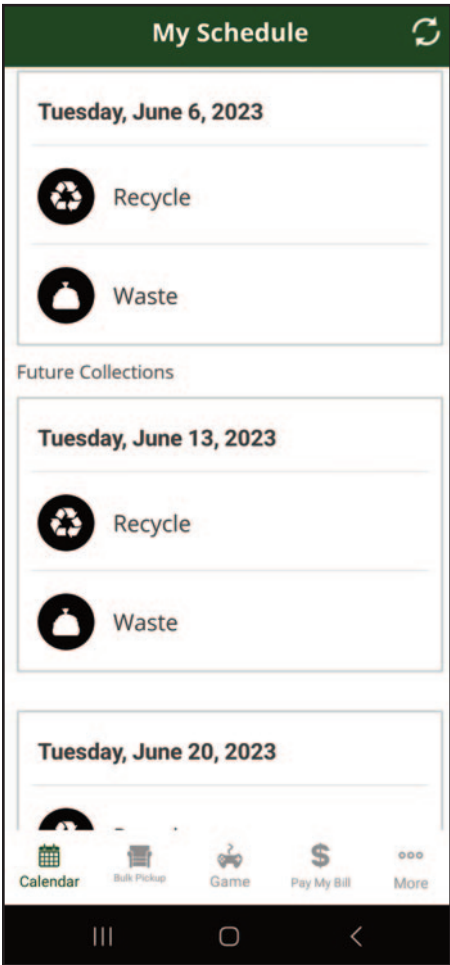 My Schedule
Tuesday, June 6, 2023
Recycle
Waste
Future Collections
Tuesday, June 13, 2023
Recycle
Waste
Tuesday, June 20, 2023
Calendar
Bulk Pickup
Game
Pay My Bill
More